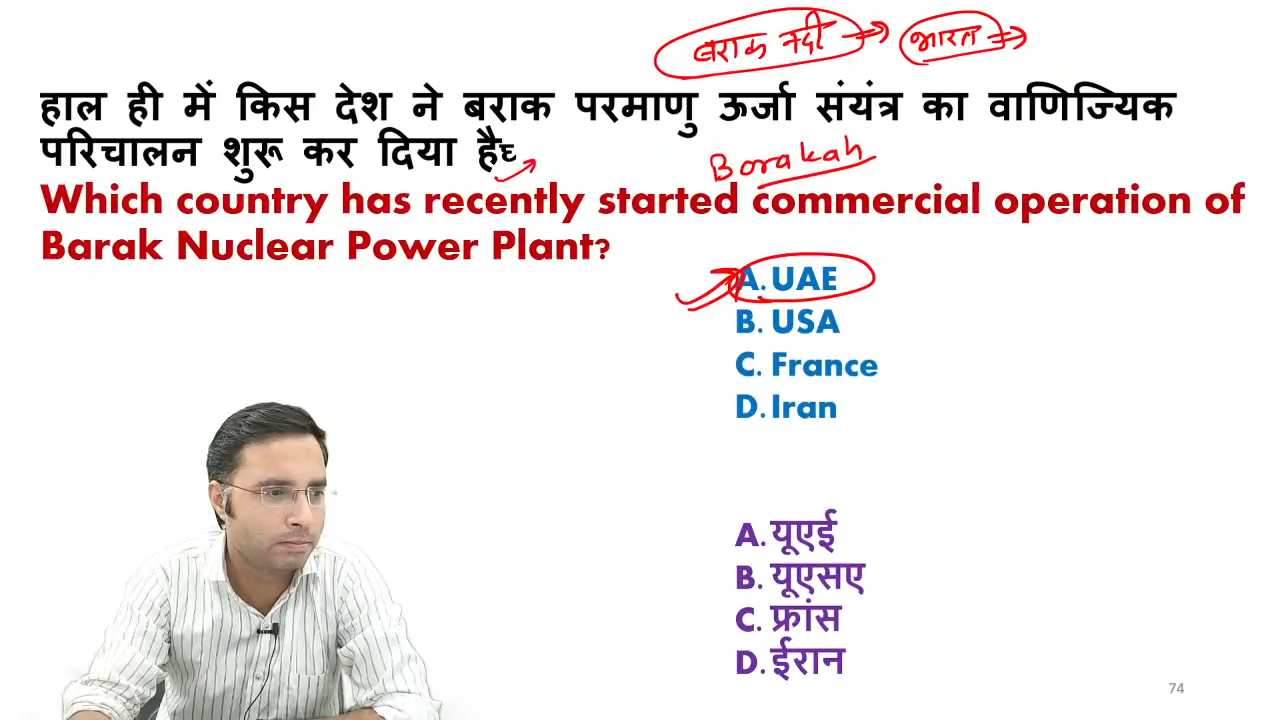 बराक नदी → भारत →
हाल ही में किस देश ने बराक परमाणु ऊर्जा संयंत्र का वाणिज्यिक
परिचालन शुरू कर दिया हैघ
Borakah
Which country has recently started commercial operation of
Barak Nuclear Power Plant?
A. UAE
B. USA
C. France
D. Iran
A. यूएई
B. यूएसए
C. फ्रांस
D. ईरान
74